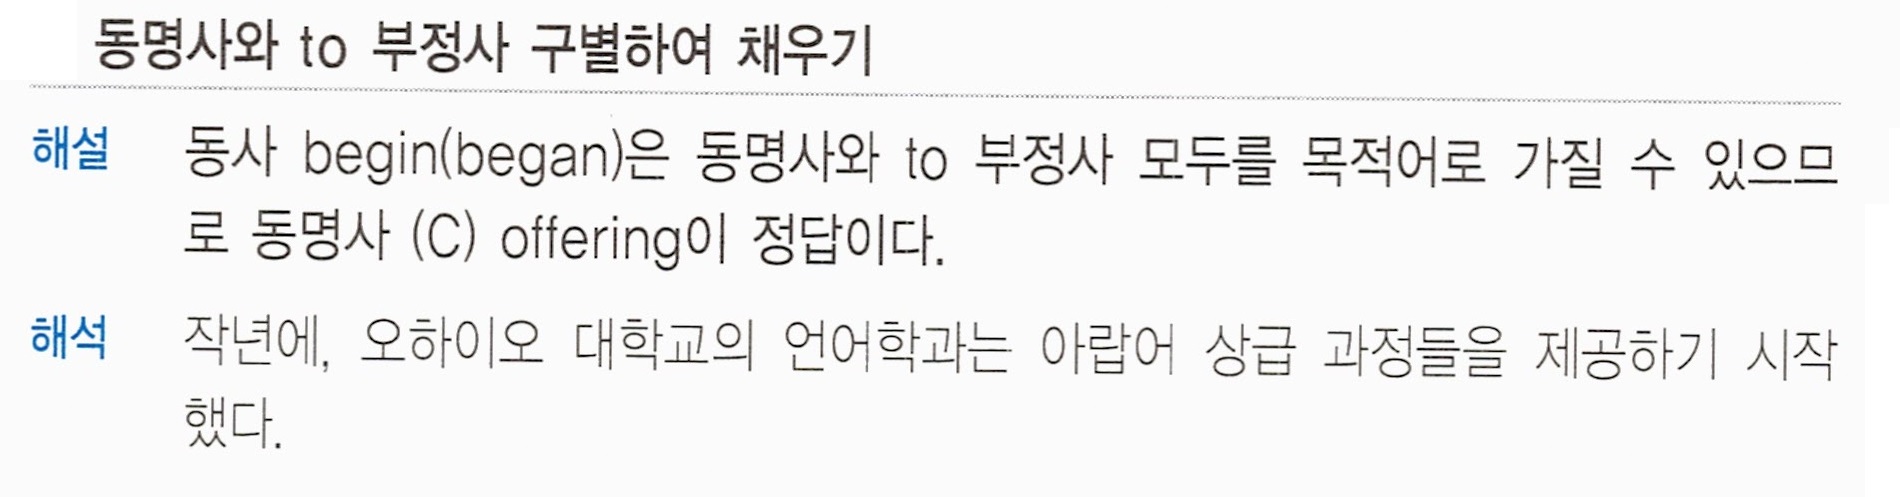 동명사와 to 부정사 구별하여 채우기
해설 동사 begin(began)은 동명사와 to 부정사 모두를 목적어로 가질 수 있으므
로 동명사 (C) offering이 정답이다.
해석 작년에, 오하이오 대학교의 언어학과는 아랍어 상급 과정들을 제공하기 시작
했다.